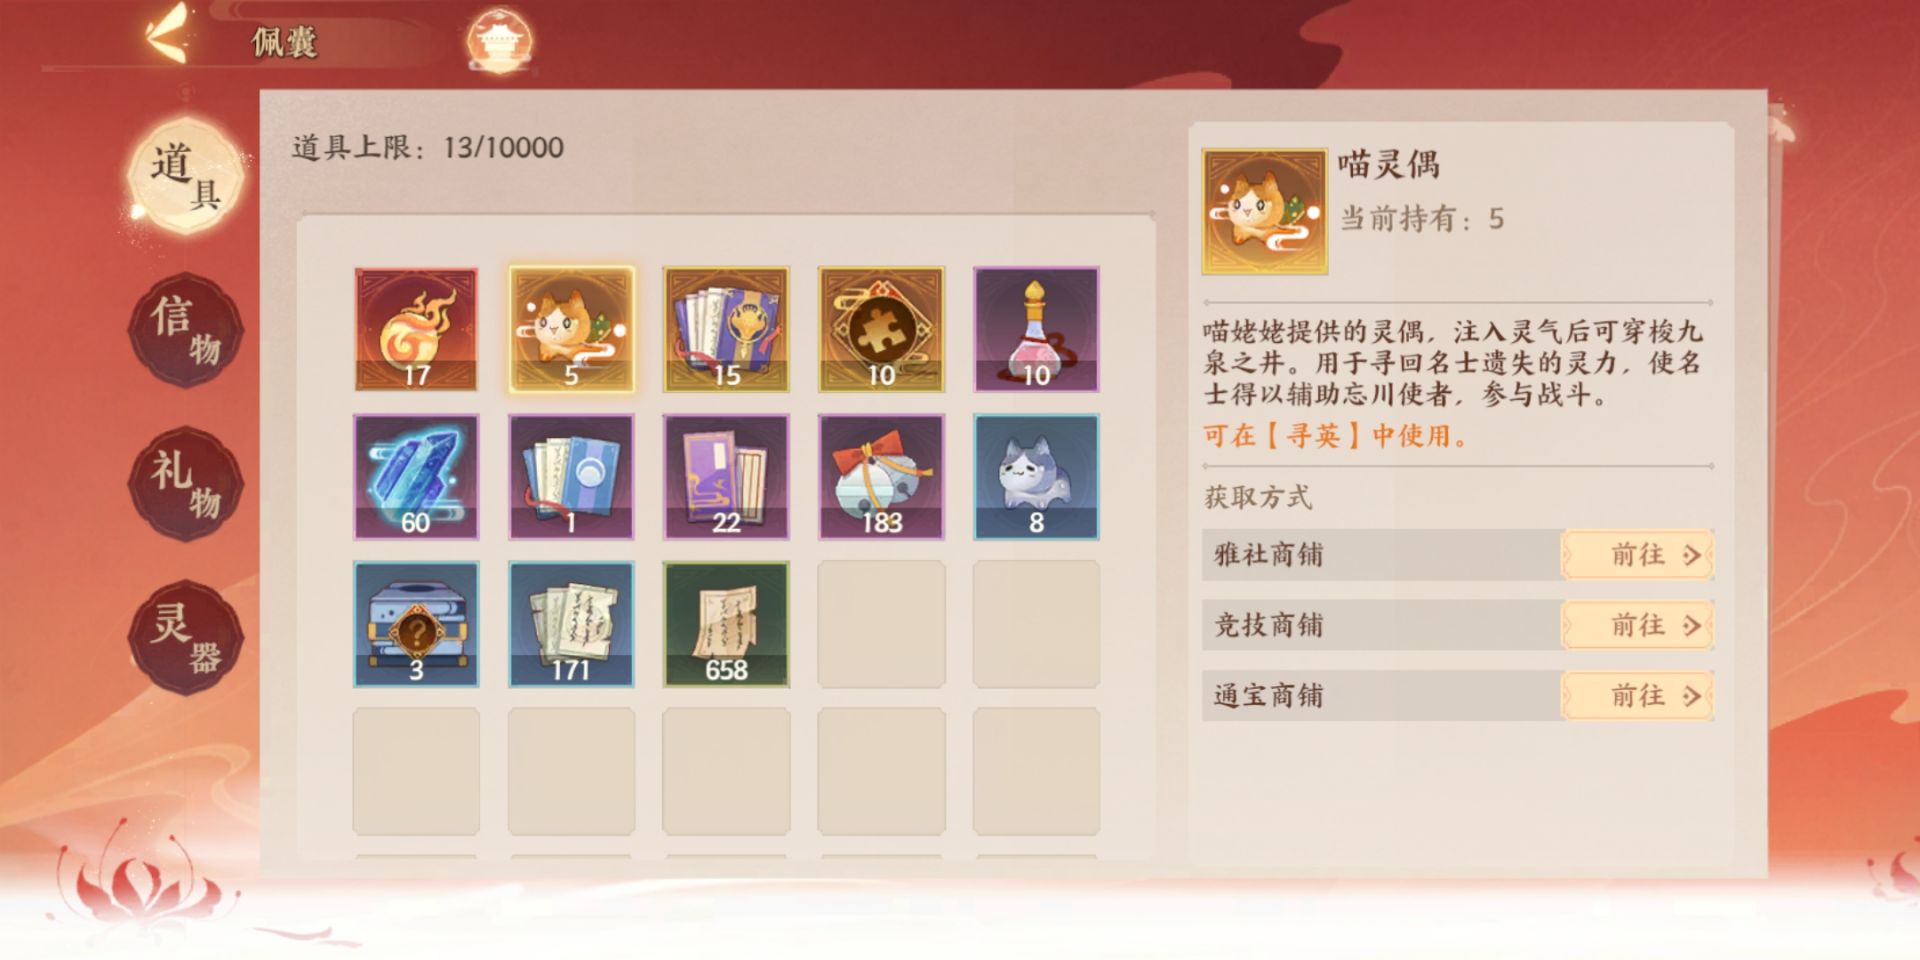 佩囊
道具
信物
礼物
灵器
道具上限：13/10000
17
5
15
10
10
60
1
22
183
8
3
171
658
喵灵偶
当前持有：5
喵姥姥提供的灵偶，注入灵气后可穿梭九
泉之井。用于寻回名士遗失的灵力，使名
士得以辅助忘川使者，参与战斗。
可在【寻英】中使用。
获取方式
雅社商铺 前往
竞技商铺 前往
通宝商铺 前往